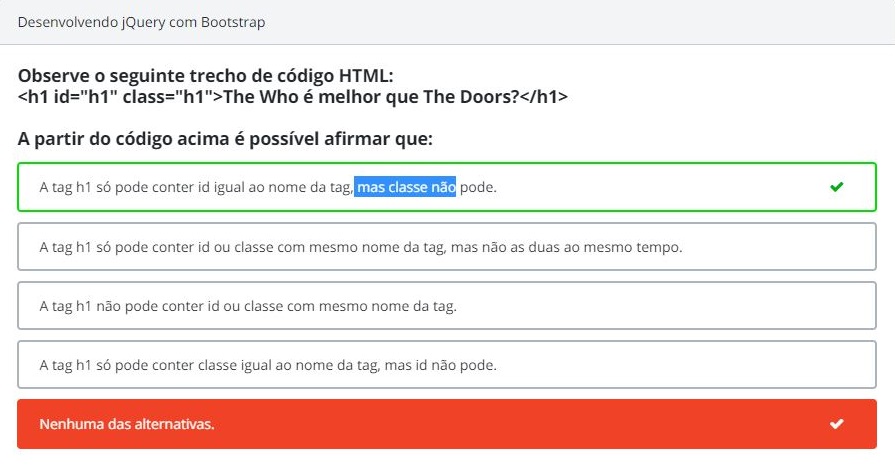 Desenvolvendo jQuery com Bootstrap
Observe o seguinte trecho de código HTML:
<h1 id="h1" class="h1">The Who é melhor que The Doors?</h1>
A partir do código acima é possível afirmar que:
A tag h1 só pode conter id igual ao nome da tag, mas classe não pode.
A tag h1 só pode conter id ou classe com mesmo nome da tag, mas não as duas ao mesmo tempo.
A tag h1 não pode conter id ou classe com mesmo nome da tag.
A tag h1 só pode conter classe igual ao nome da tag, mas id não pode.
Nenhuma das alternativas.